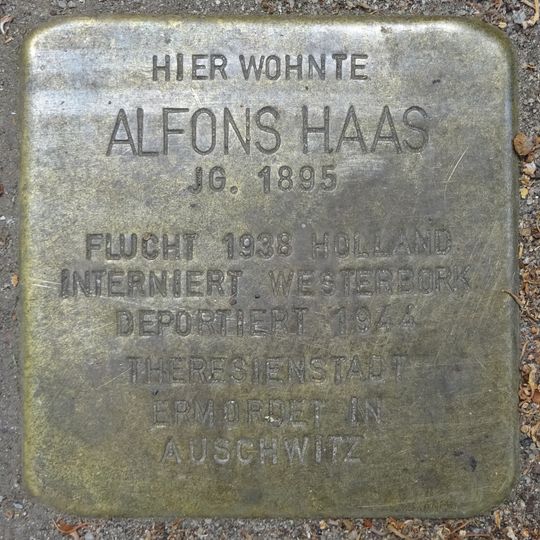 HIER WOHNTE
ALFONS HAAS
JG. 1895
FLUCHT 1938 HOLLAND
INTERNIERT WESTERBORK
DEPORTIERT 1944
THERESIENSTADT
ERMORDET IN
AUSCHWITZ